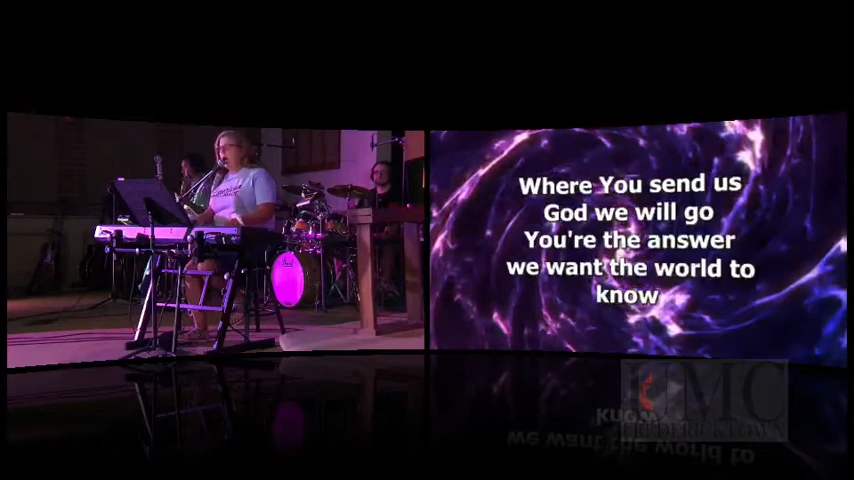 Where You send us
God we will go
You're the answer
we want the world to
know
UMC
FREDERICKTOWN